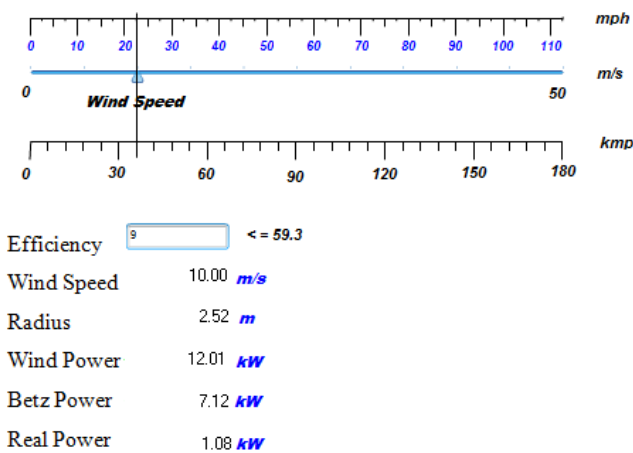 mph
0 10 20 30 40 50 60 70 80 90 100 110
m/s
0 50
Wind Speed
kmp
0 30 60 90 120 150 180
Efficiency 9 < = 59.3
Wind Speed 10.00 m/s
Radius 2.52 m
Wind Power 12.01 kW
Betz Power 7.12 kW
Real Power 1.08 kW